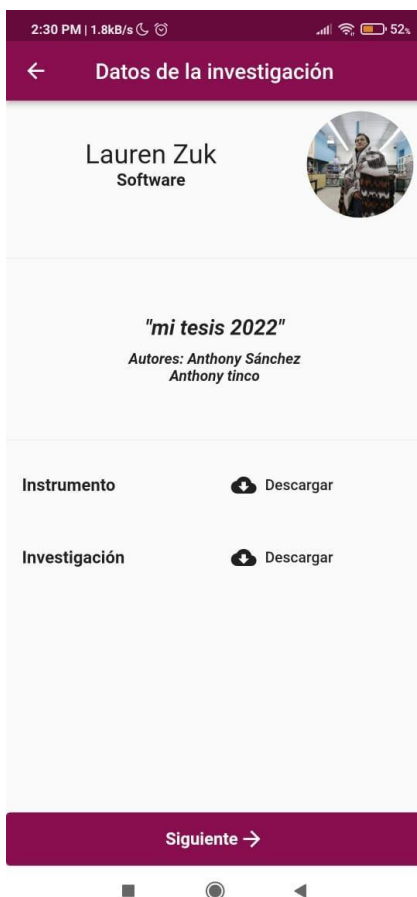 2:30 PM | 1.8kB/s 52%
Datos de la investigación
Lauren Zuk
Software
"mi tesis 2022"
Autores: Anthony Sánchez
Anthony tinco
Instrumento Descargar
Investigación Descargar
Siguiente